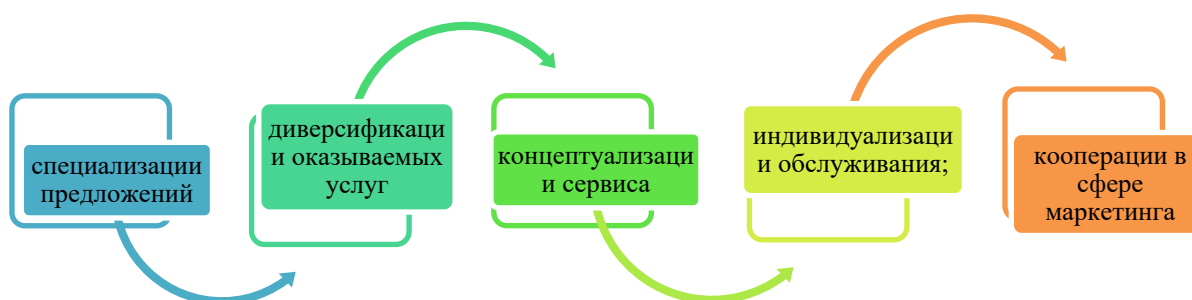 специализации
предложений
диверсификаци
и оказываемых
услуг
концептуализаци
и сервиса
индивидуализаци
и обслуживания;
кооперации в
сфере
маркетинга